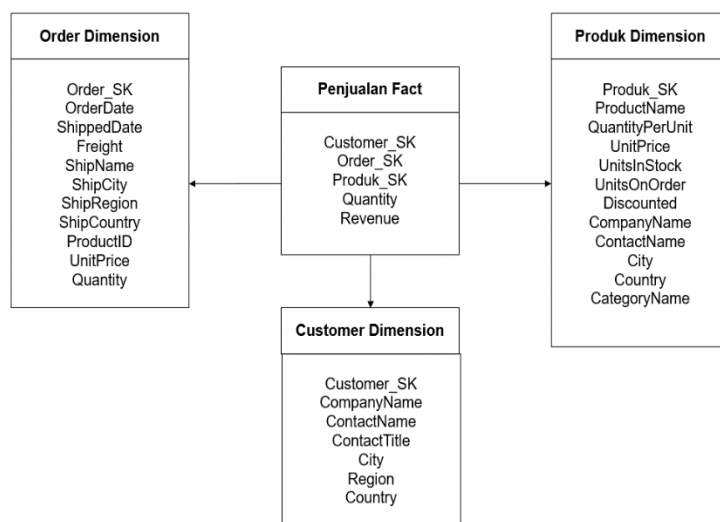 Order Dimension
Order_SK
OrderDate
ShippedDate
Freight
ShipName
ShipCity
ShipRegion
ShipCountry
ProductID
UnitPrice
Quantity
Penjualan Fact
Customer_SK
Order_SK
Produk_SK
Quantity
Revenue
Produk Dimension
Produk_SK
ProductName
QuantityPerUnit
UnitPrice
UnitsInStock
UnitsOnOrder
Discounted
CompanyName
ContactName
City
Country
CategoryName
Customer Dimension
Customer_SK
CompanyName
ContactName
ContactTitle
City
Region
Country